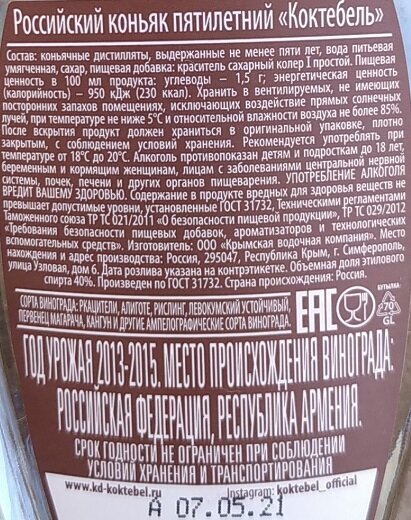 Российский коньяк пятилетний «Коктебель»
Состав: коньячные дистилляты, выдержанные не менее пяти лет, вода питьевая
умягченная, сахар, пищевая добавка: краситель сахарный колер I простой. Пищевая
ценность в 100 мл продукта: углеводы – 1,5 г; энергетическая ценность
(калорийность) – 950 кДж (230 ккал). Хранить в вентилируемых, не имеющих
посторонних запахов помещениях, исключающих воздействие прямых солнечных
лучей, при температуре не ниже 5°С и относительной влажности воздуха не более 85%.
После вскрытия продукт должен храниться в оригинальной упаковке, плотно
закрытым, с соблюдением условий хранения. Рекомендуется употреблять при
температуре от 18°С до 20°С. Алкоголь противопоказан детям и подросткам до 18 лет,
беременным и кормящим женщинам, лицам с заболеваниями центральной нервной
системы, почек, печени и других органов пищеварения. УПОТРЕБЛЕНИЕ АЛКОГОЛЯ
ВРЕДИТ ВАШЕМУ ЗДОРОВЬЮ. Содержание в продукте вредных для здоровья веществ не
превышает допустимые уровни, установленные ГОСТ 31732, Техническими регламентами
Таможенного союза ТР ТС 021/2011 «О безопасности пищевой продукции», ТР ТС 029/2012
«Требования безопасности пищевых добавок, ароматизаторов и технологических
вспомогательных средств». Изготовитель: ООО «Крымская водочная компания». Место
нахождения и адрес производства: Россия, 295047, Республика Крым, г. Симферополь,
улица Узловая, дом 6. Дата розлива указана на контрэтикетке. Объемная доля этилового
спирта 40%. Произведен по ГОСТ 31732. Страна происхождения: Россия.
СОРТА ВИНОГРАДА: РКАЦИТЕЛИ, АЛИГОТЕ, РИСЛИНГ, ЛЕВОКУМСКИЙ УСТОЙЧИВЫЙ,
ПЕРВЕНЕЦ МАГАРАЧА, КАНГУН И ДРУГИЕ АМПЕЛОГРАФИЧЕСКИЕ СОРТА ВИНОГРАДА.
ЕАС
БУТЫЛКА:
70
GL
ГОД УРОЖАЯ 2013-2015. МЕСТО ПРОИСХОЖДЕНИЯ ВИНОГРАДА:
РОССИЙСКАЯ ФЕДЕРАЦИЯ, РЕСПУБЛИКА АРМЕНИЯ.
СРОК ГОДНОСТИ НЕ ОГРАНИЧЕН ПРИ СОБЛЮДЕНИИ
УСЛОВИЙ ХРАНЕНИЯ И ТРАНСПОРТИРОВАНИЯ
www.kd-koktebel.ru Instagram: koktebel_official
А 07.05.21